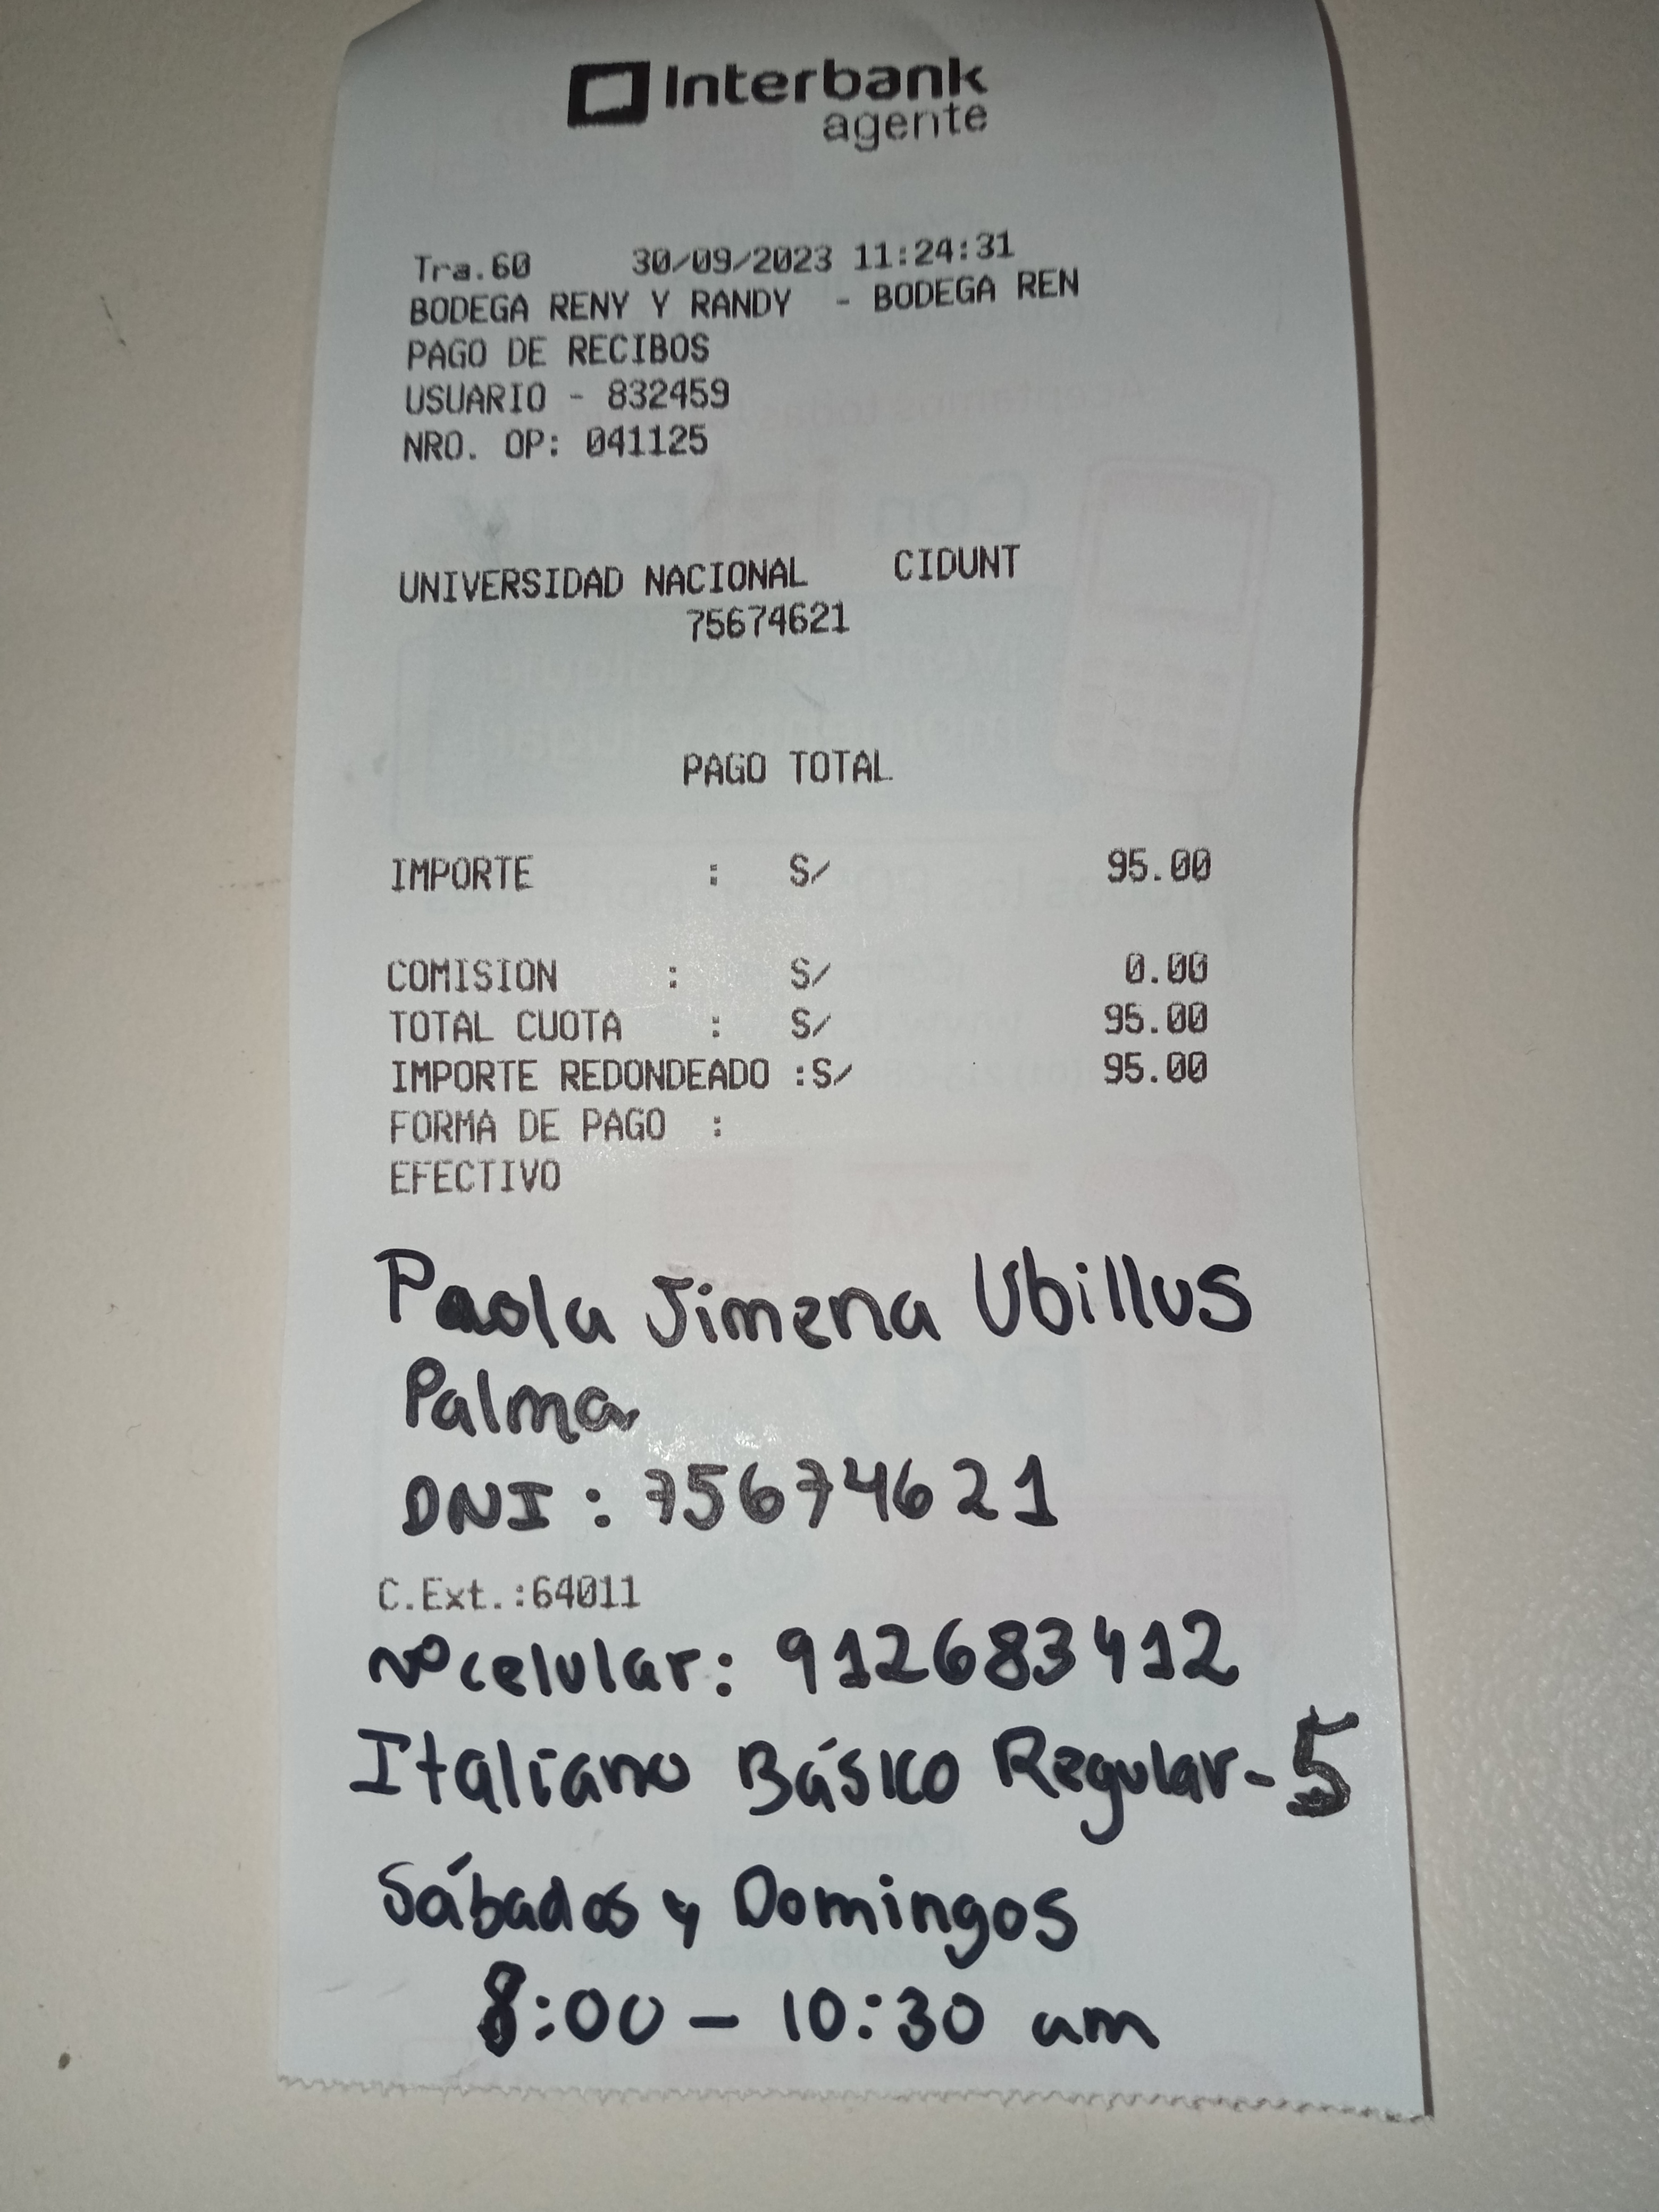 Interbank
agente
Tra.60 30/09/2023 11:24:31
BODEGA RENY Y RANDY - BODEGA REN
PAGO DE RECIBOS
USUARIO - 832459
NRO. OP: 041125
UNIVERSIDAD NACIONAL CIDUNT
75674621
PAGO TOTAL
IMPORTE : S/ 95.00
COMISION : S/ 0.00
TOTAL CUOTA : S/ 95.00
IMPORTE REDONDEADO :S/ 95.00
FORMA DE PAGO :
EFECTIVO
Paola Jimena Ubillus
Palma
DNI : 75674621
C.Ext.:64011
N° celular: 912683412
Italiano Básico Regular-5
Sábados y Domingos
8:00 - 10:30 am